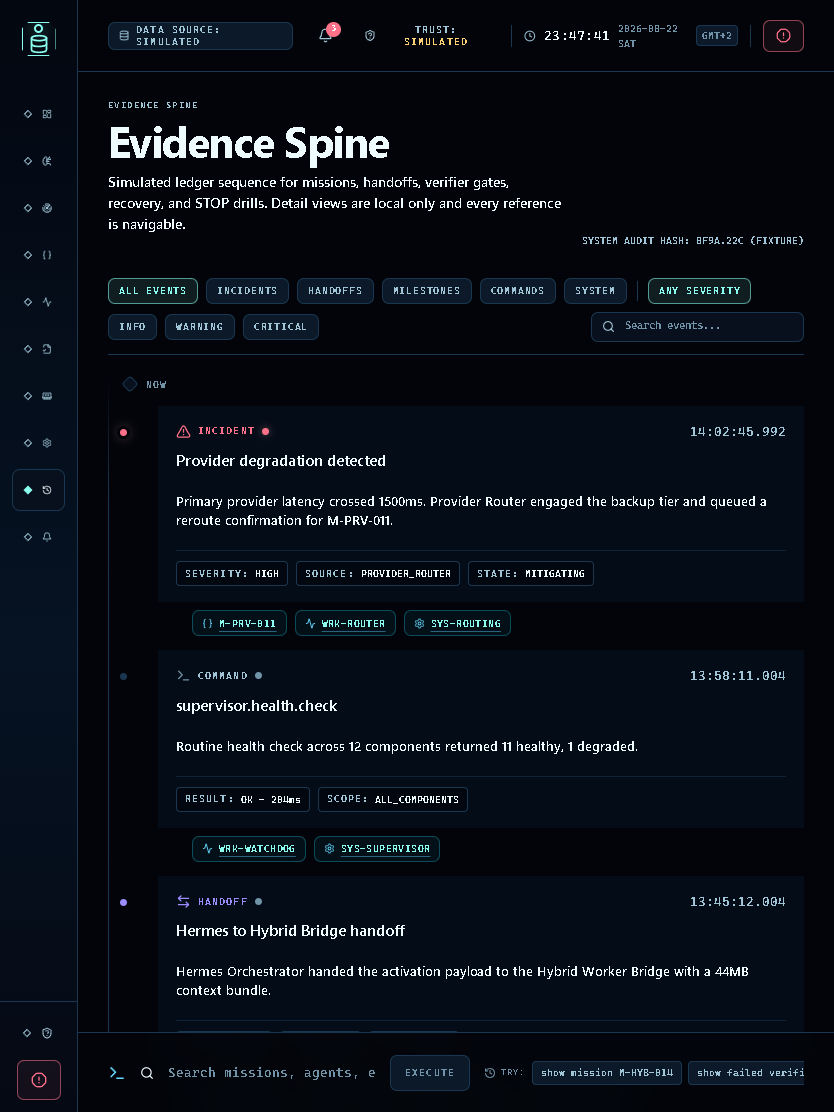 DATA SOURCE:
SIMULATED
3
TRUST:
SIMULATED
23:47:41
2026-08-22
SAT
GMT+2
EVIDENCE SPINE
Evidence Spine
Simulated ledger sequence for missions, handoffs, verifier gates,
recovery, and STOP drills. Detail views are local only and every reference
is navigable.
SYSTEM AUDIT HASH: 8F9A.22C (FIXTURE)
ALL EVENTS
INCIDENTS
HANDOFFS
MILESTONES
COMMANDS
SYSTEM
ANY SEVERITY
INFO
WARNING
CRITICAL
Search events...
NOW
INCIDENT
14:02:45.992
Provider degradation detected
Primary provider latency crossed 1500ms. Provider Router engaged the backup tier and queued a
reroute confirmation for M-PRV-011.
SEVERITY: HIGH
SOURCE: PROVIDER_ROUTER
STATE: MITIGATING
M-PRV-011
WRK-ROUTER
SYS-ROUTING
COMMAND
13:58:11.004
supervisor.health.check
Routine health check across 12 components returned 11 healthy, 1 degraded.
RESULT: OK - 204ms
SCOPE: ALL_COMPONENTS
WRK-WATCHDOG
SYS-SUPERVISOR
HANDOFF
13:45:12.004
Hermes to Hybrid Bridge handoff
Hermes Orchestrator handed the activation payload to the Hybrid Worker Bridge with a 44MB
context bundle.
Search missions, agents, e
EXECUTE
TRY:
show mission M-HYB-014
show failed verifi